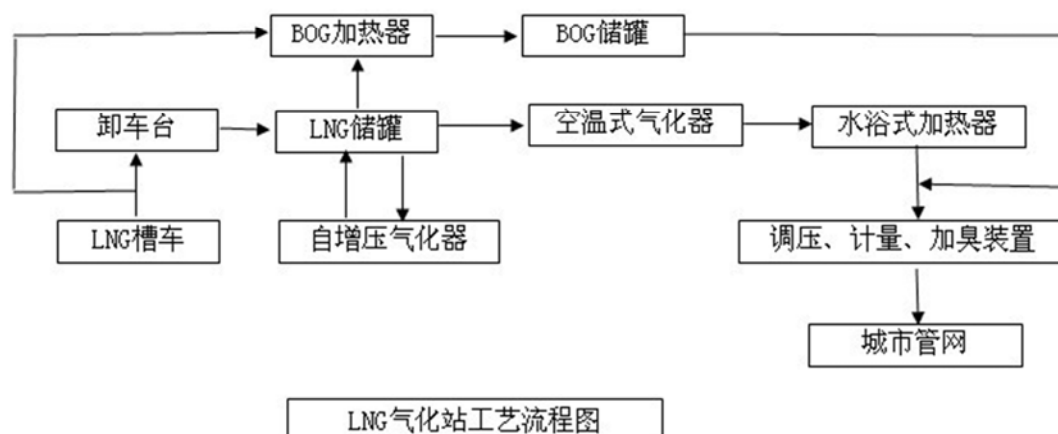 BOG加热器
BOG储罐
卸车台
LNG储罐
空温式气化器
水浴式加热器
LNG槽车
自增压气化器
调压、计量、加臭装置
城市管网
LNG气化站工艺流程图